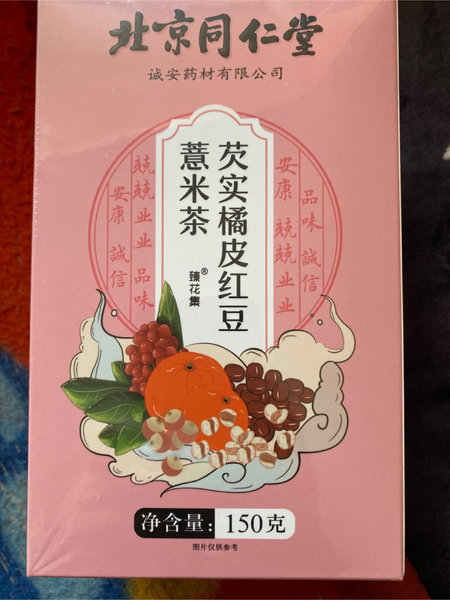 北京同仁堂
诚安药材有限公司
芡实橘皮红豆
薏米茶
臻花集®
品味 誠信
安康 兢兢业业
兢兢业业 品味
安康 誠信
净含量：150克
图片仅供参考